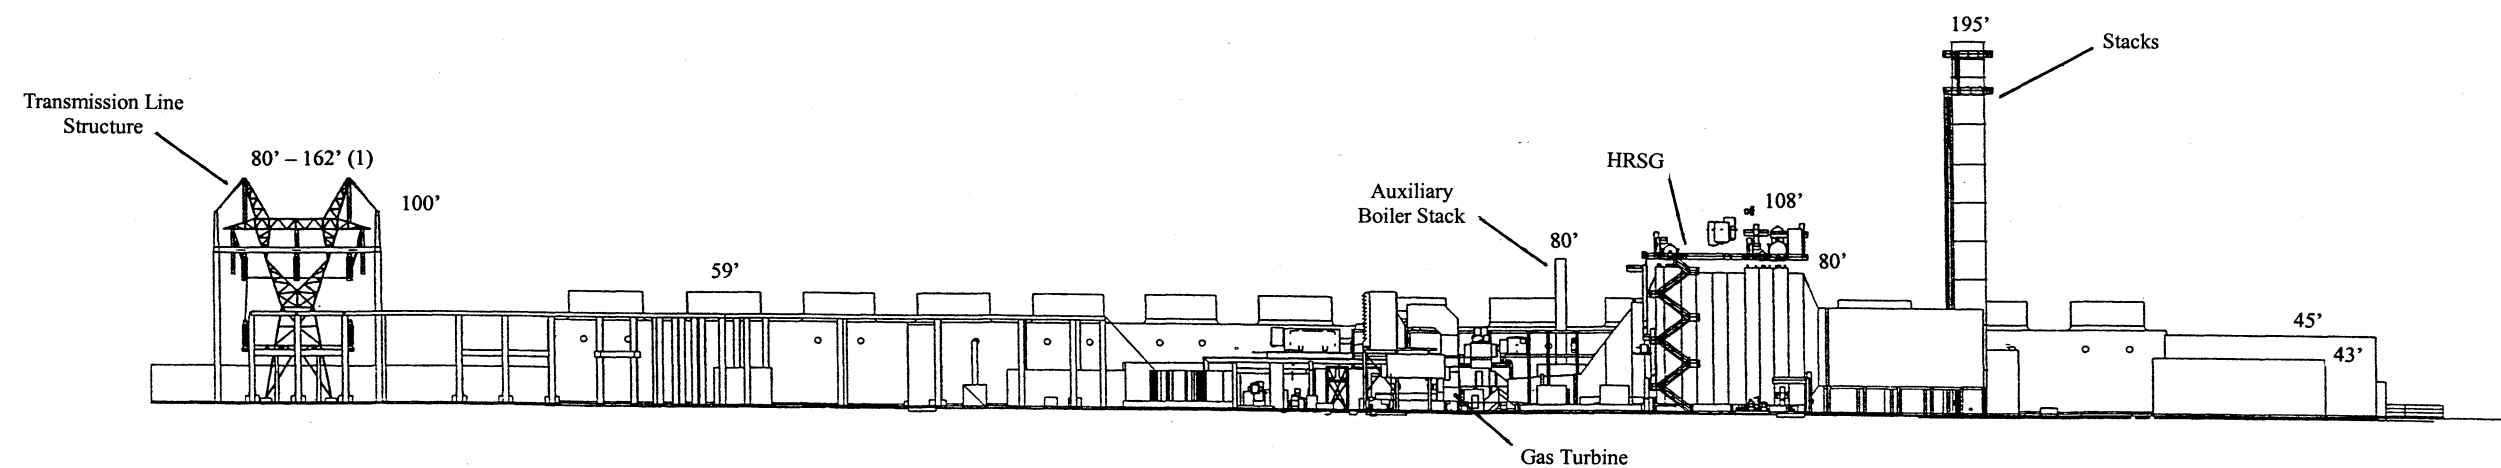 195’
Stacks
Transmission Line
Structure
80’ – 162’ (1)
100’
HRSG
Auxiliary
Boiler Stack
108’
80’
80’
59’
45’
43’
Gas Turbine